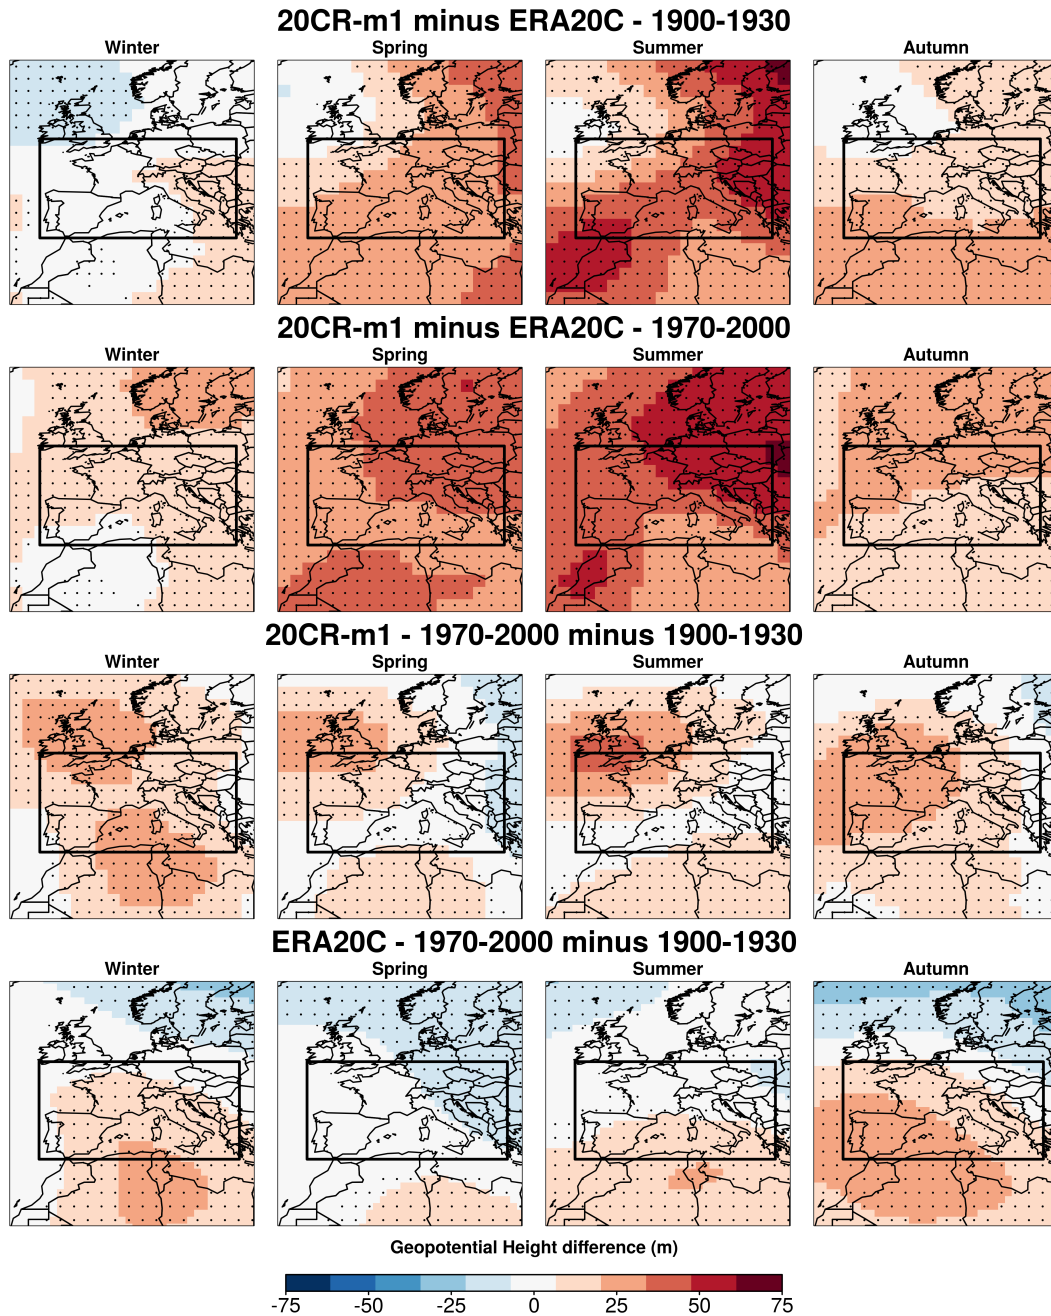 20CR-m1 minus ERA20C - 1900-1930
Winter Spring Summer Autumn
20CR-m1 minus ERA20C - 1970-2000
Winter Spring Summer Autumn
20CR-m1 - 1970-2000 minus 1900-1930
Winter Spring Summer Autumn
ERA20C - 1970-2000 minus 1900-1930
Winter Spring Summer Autumn
Geopotential Height difference (m)
-75 -50 -25 0 25 50 75